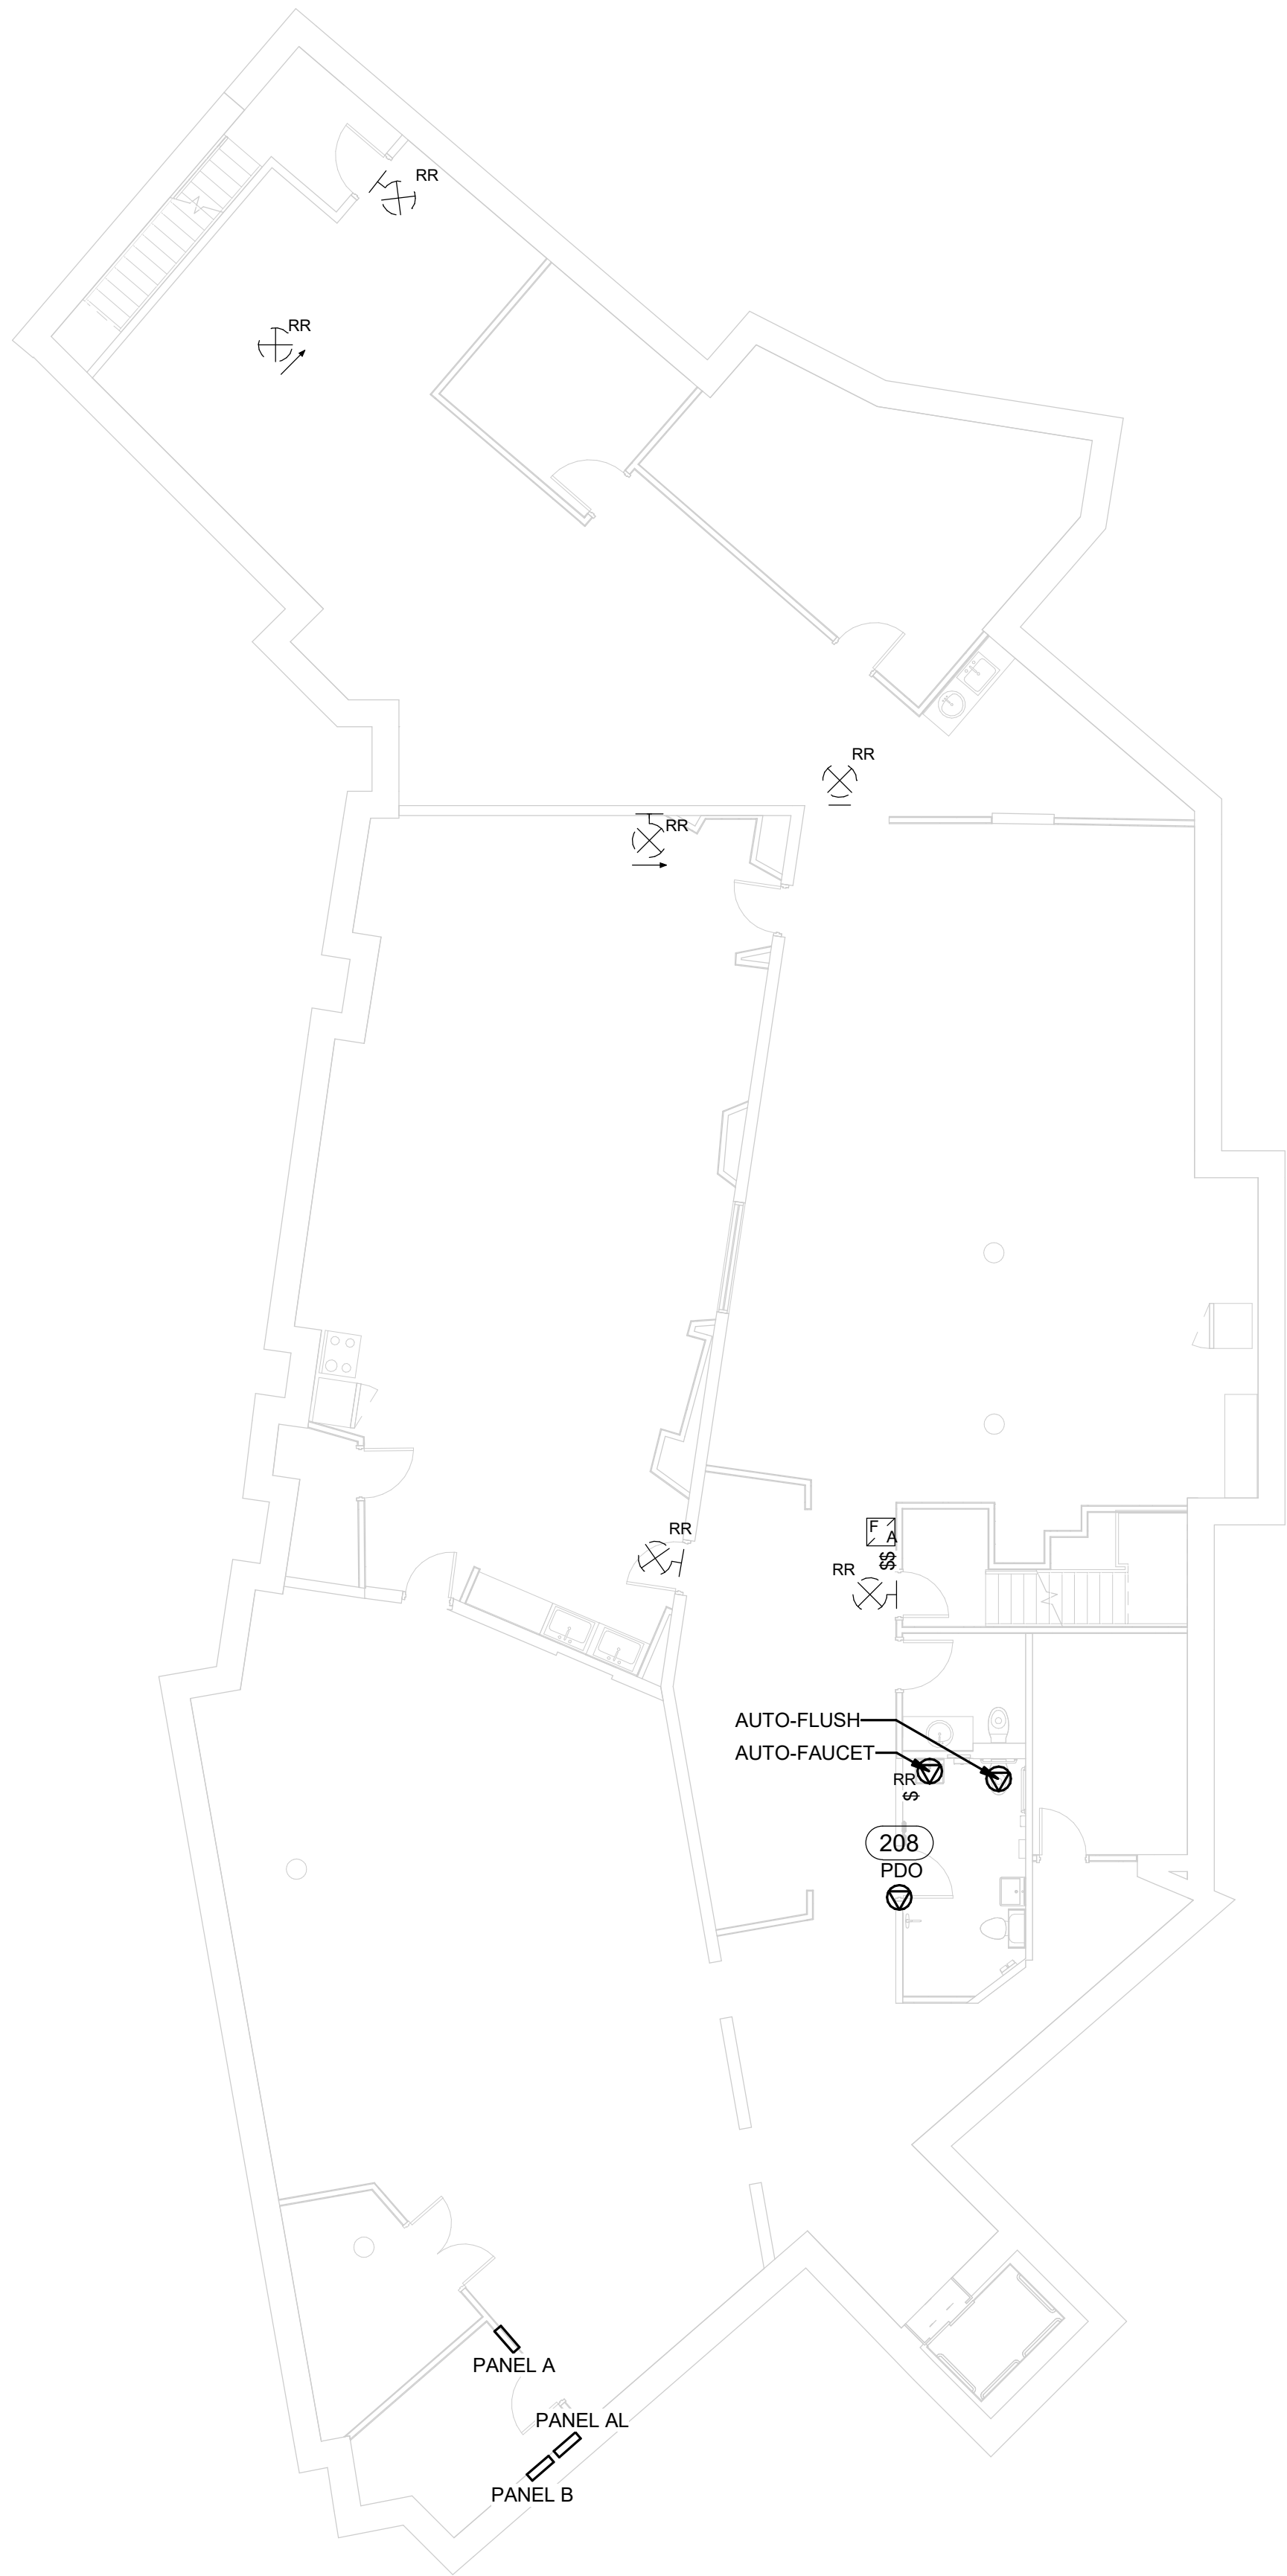 RR
RR
RR
RR
RR
F
A
$$
RR
AUTO-FLUSH
AUTO-FAUCET
RR
$
208
PDO
PANEL A
PANEL AL
PANEL B